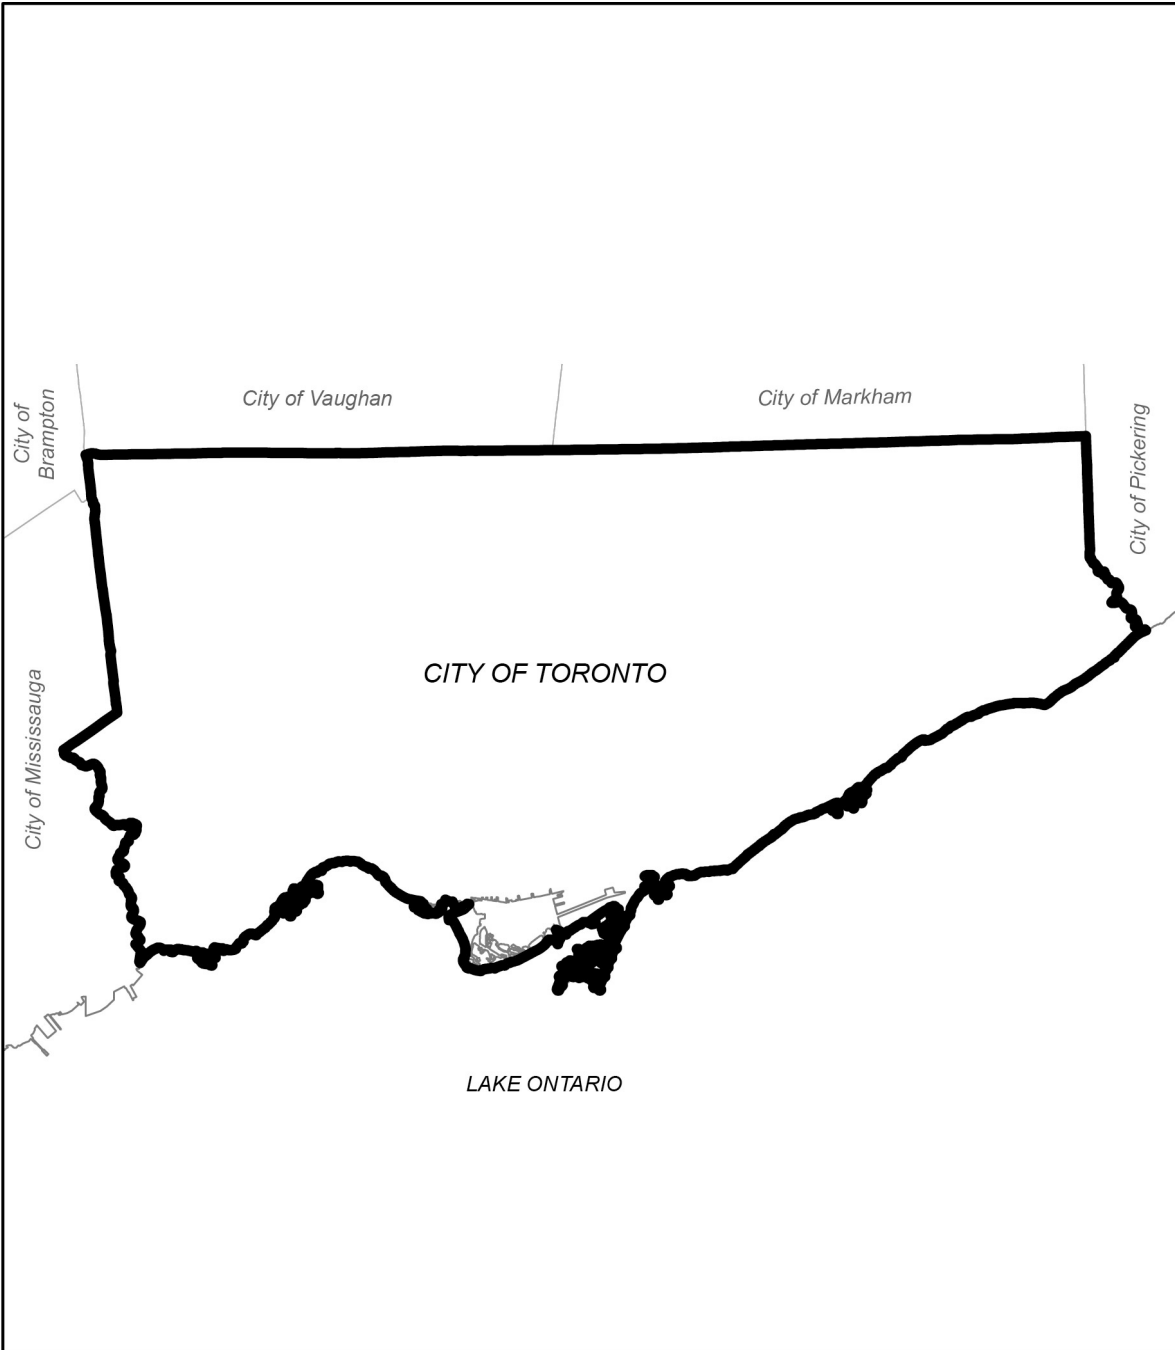 City of
Brampton
City of Vaughan
City of Markham
City of Pickering
City of Mississauga
CITY OF TORONTO
LAKE ONTARIO